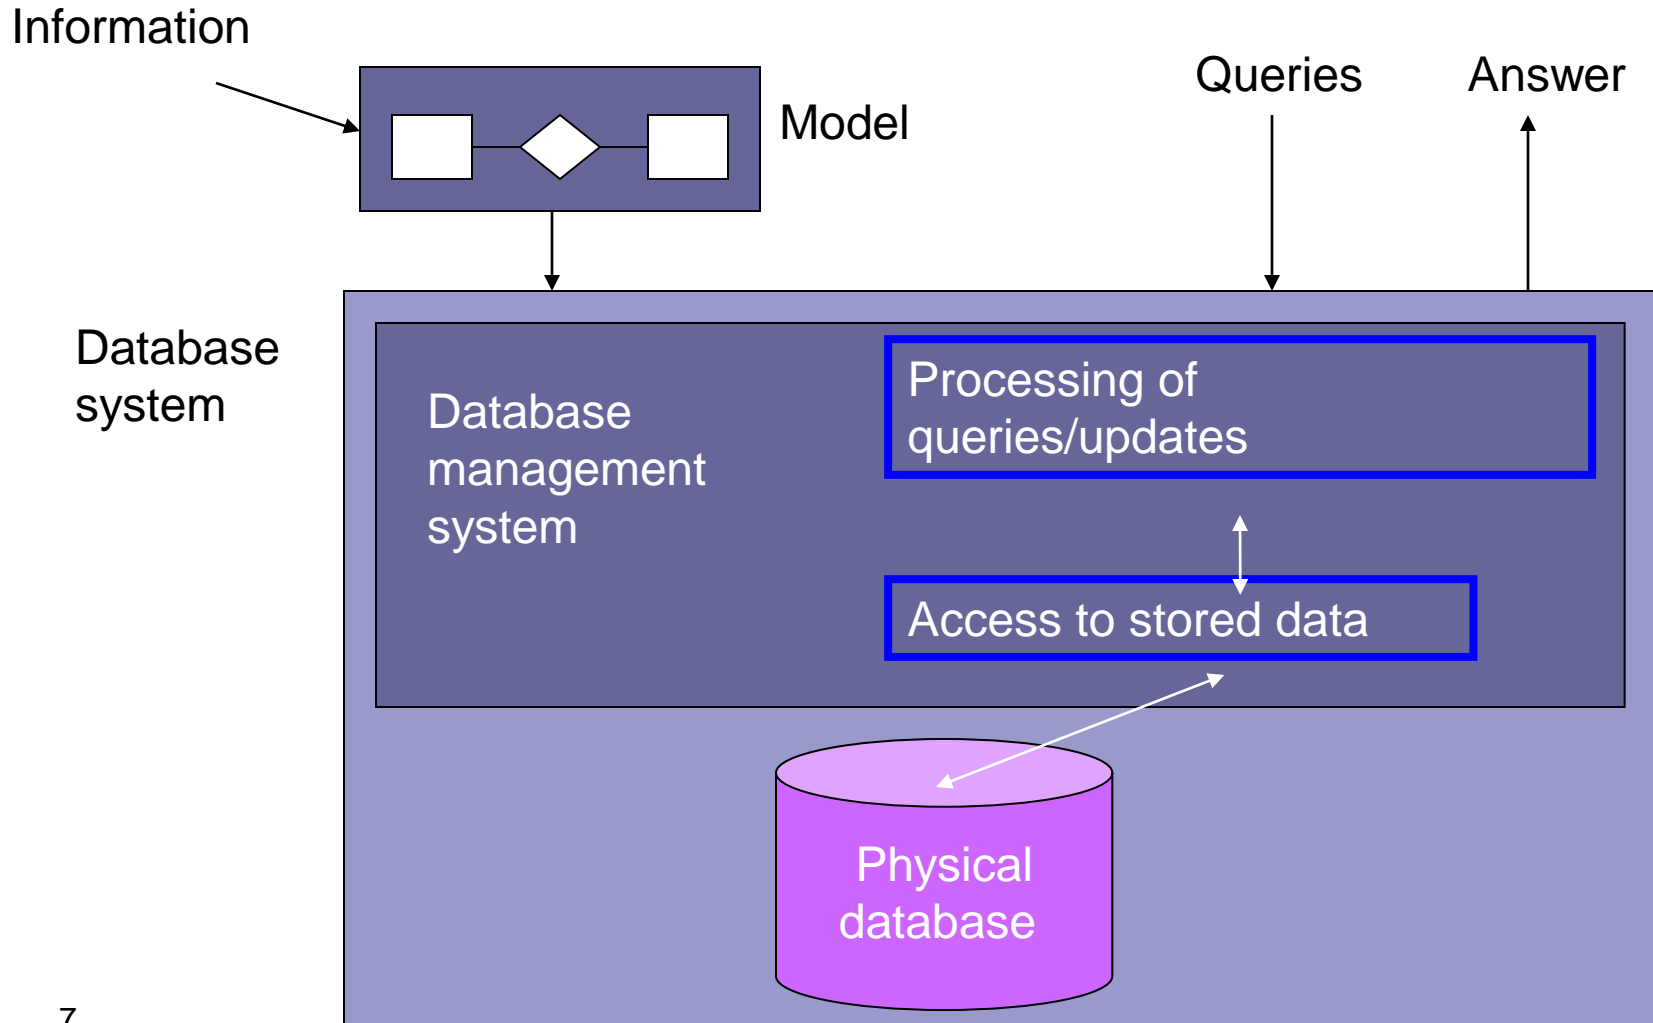 Information
Queries
Answer
Model
Database
system
Database
management
system
Processing of
queries/updates
Access to stored data
Physical
database
7